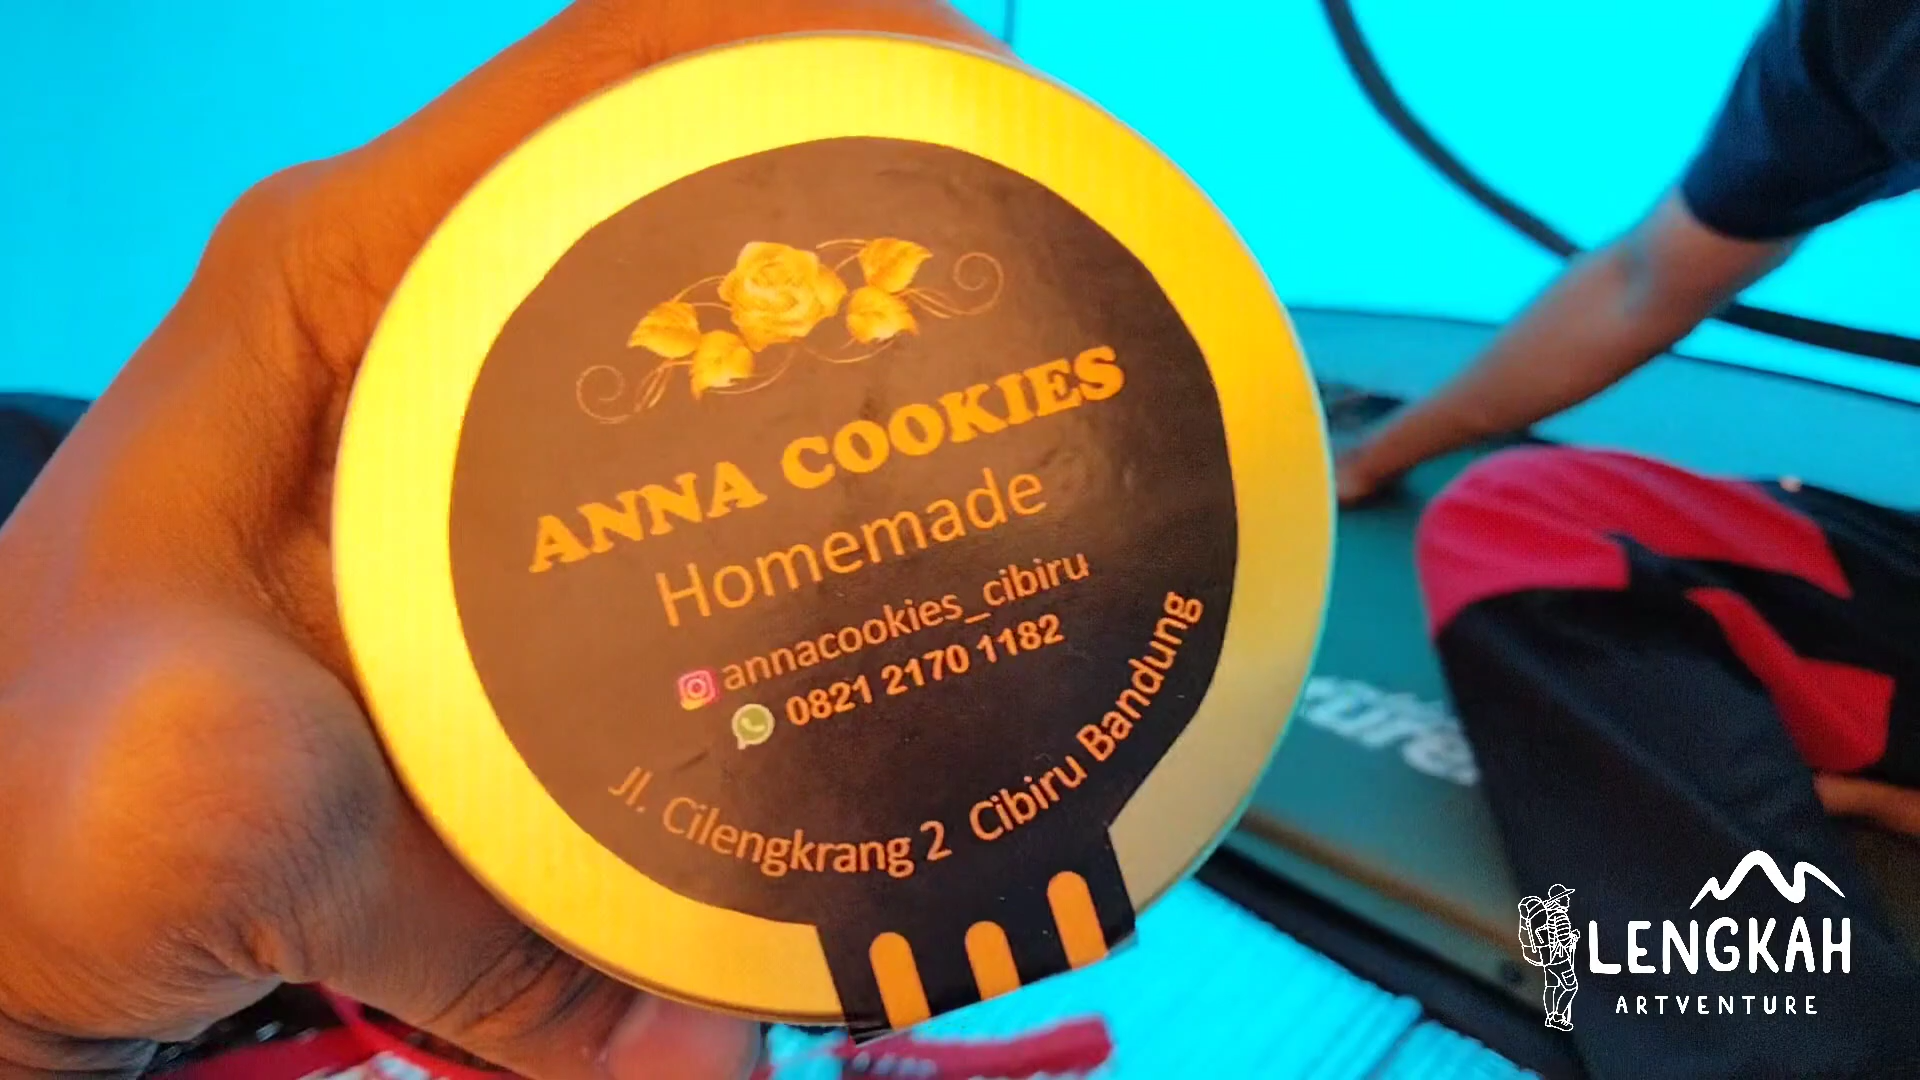 ANNA COOKIES
Homemade
annacookies_cibiru
0821 2170 1182
Jl. Cilengkrang 2 Cibiru Bandung
LENGKAH
ARTVENTURE